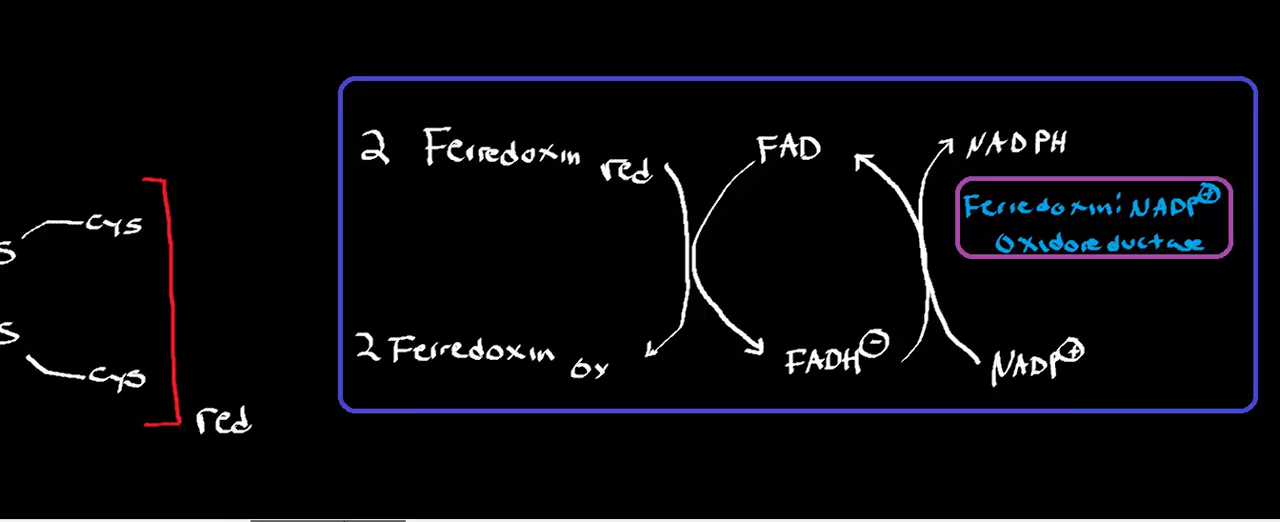 S
cys
S
cys
red
2 Ferredoxin red
FAD
NADPH
Ferredoxin: NADP⊕
Oxidoreductase
2 Ferredoxin ox
FADH⊖
NADP⊕